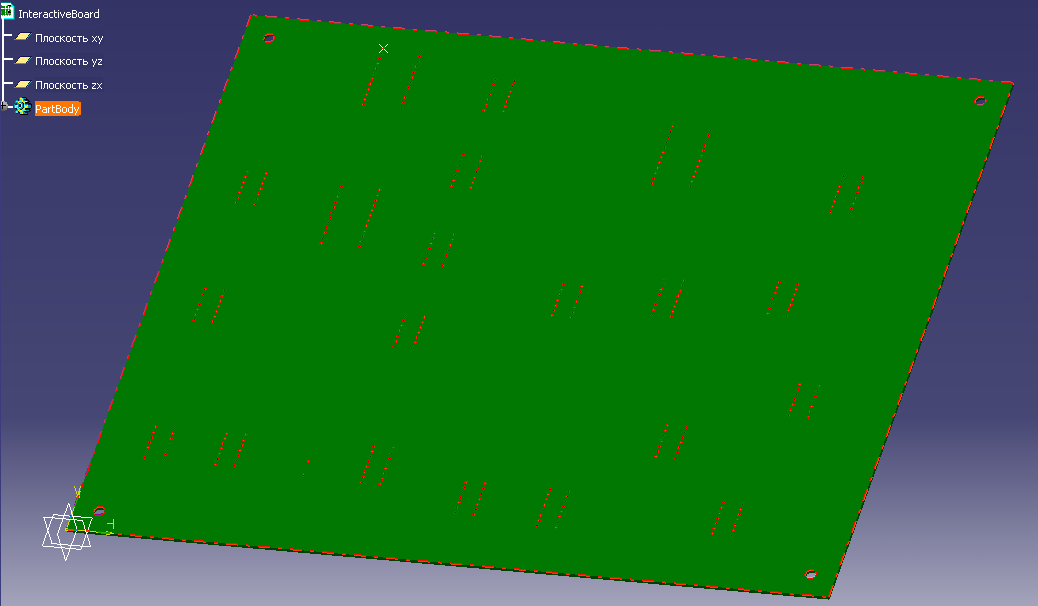 InteractiveBoard
Плоскость xy
Плоскость yz
Плоскость zx
PartBody